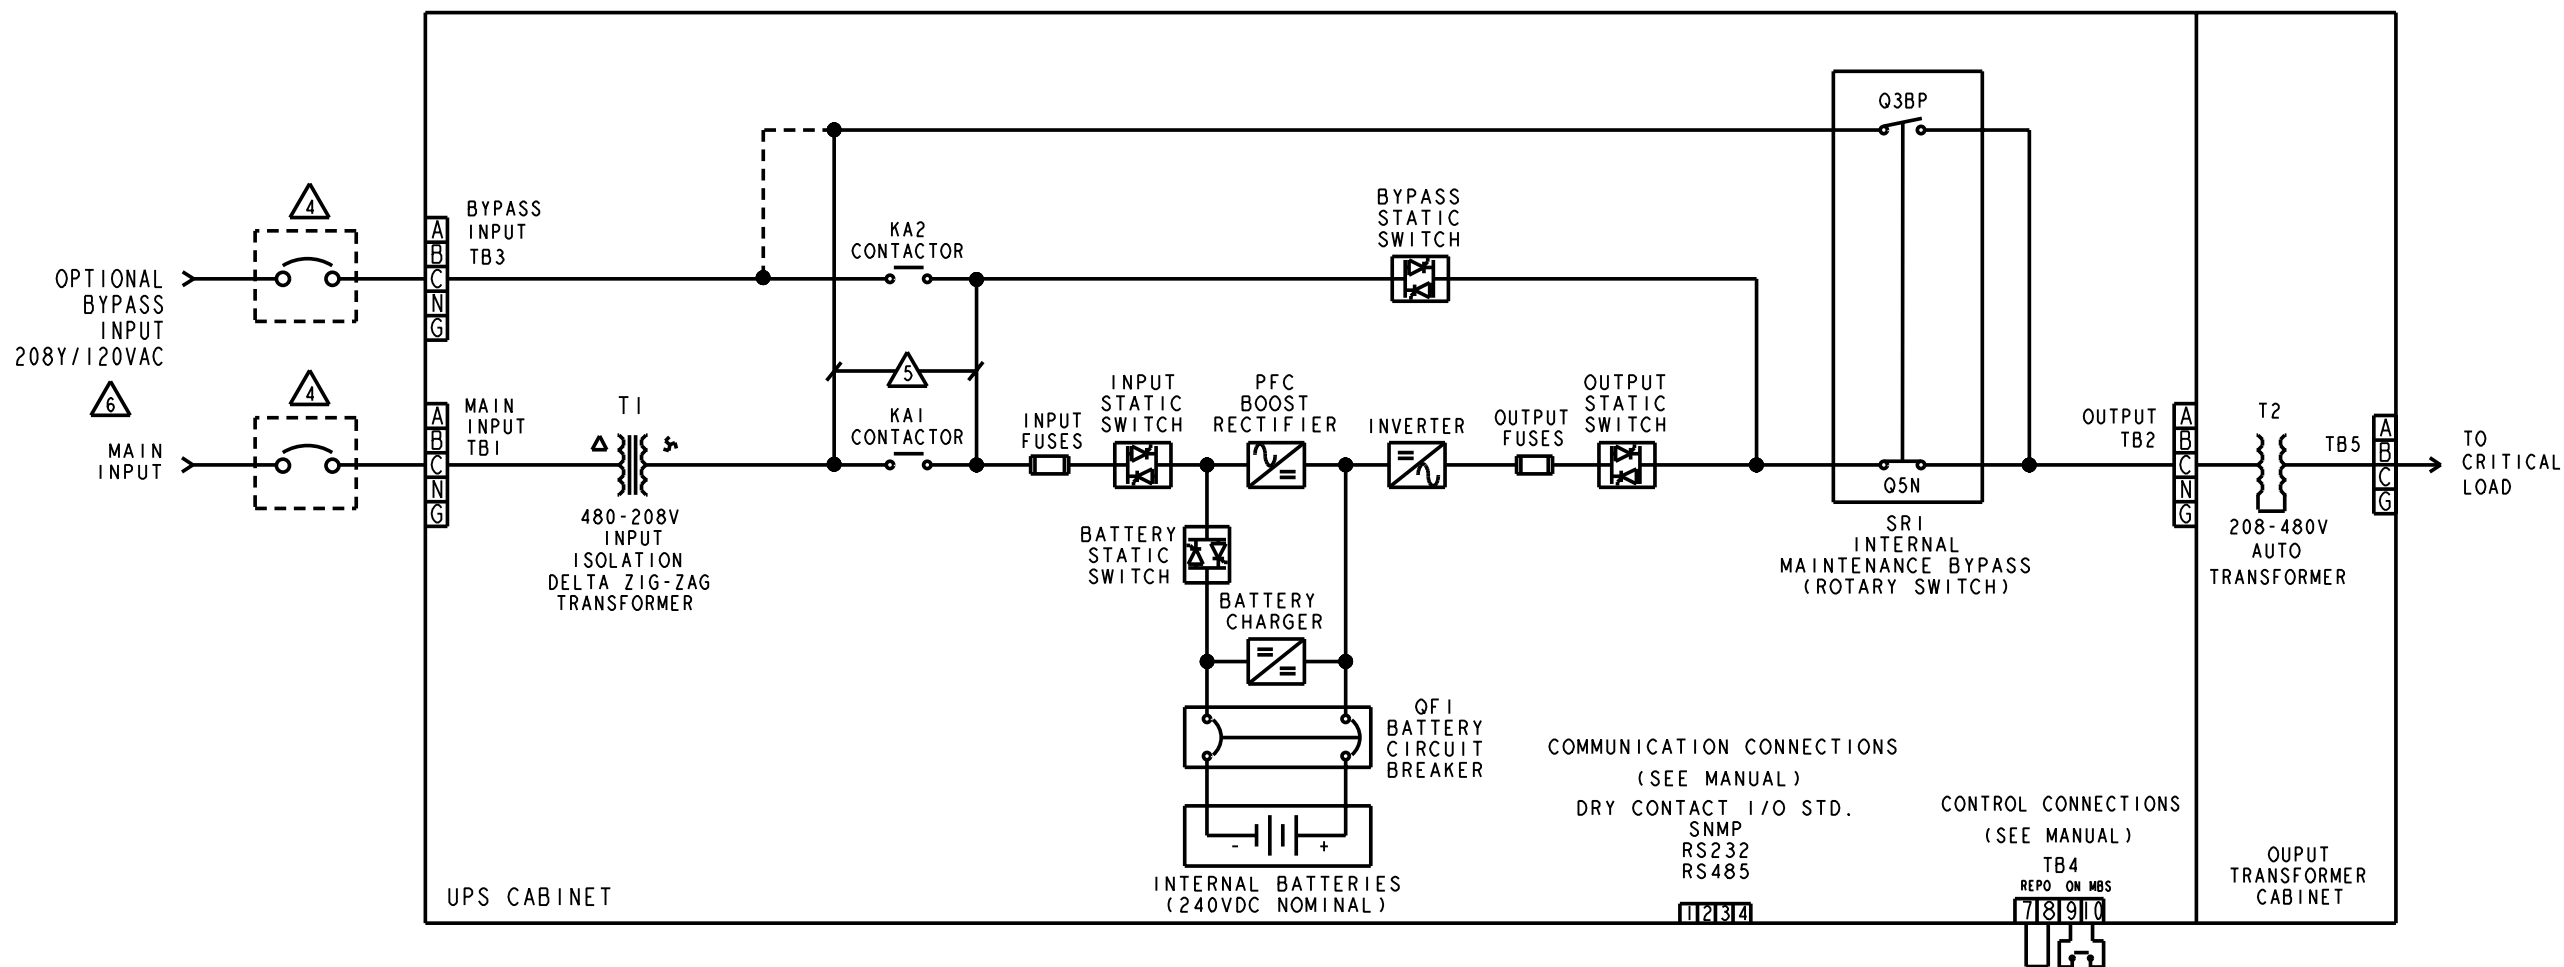 Q3BP
4
BYPASS
INPUT
TB3
A
B
C
N
G
OPTIONAL
BYPASS
INPUT
208Y/120VAC
6
MAIN
INPUT
4
A
B
C
N
G
MAIN
INPUT
TB1
T1
480-208V
INPUT
ISOLATION
DELTA ZIG-ZAG
TRANSFORMER
KA2
CONTACTOR
5
KA1
CONTACTOR
INPUT
FUSES
INPUT
STATIC
SWITCH
BYPASS
STATIC
SWITCH
PFC
BOOST
RECTIFIER
INVERTER
OUTPUT
FUSES
OUTPUT
STATIC
SWITCH
BATTERY
STATIC
SWITCH
BATTERY
CHARGER
QF1
BATTERY
CIRCUIT
BREAKER
- +
INTERNAL BATTERIES
(240VDC NOMINAL)
Q5N
SR1
INTERNAL
MAINTENANCE BYPASS
(ROTARY SWITCH)
OUTPUT
TB2
A
B
C
N
G
T2
208-480V
AUTO
TRANSFORMER
TB5
A
B
C
G
TO
CRITICAL
LOAD
COMMUNICATION CONNECTIONS
(SEE MANUAL)
DRY CONTACT I/O STD.
SNMP
RS232
RS485
1 2 3 4
CONTROL CONNECTIONS
(SEE MANUAL)
TB4
REPO ON MBS
7 8 9 10
OUPUT
TRANSFORMER
CABINET
UPS CABINET